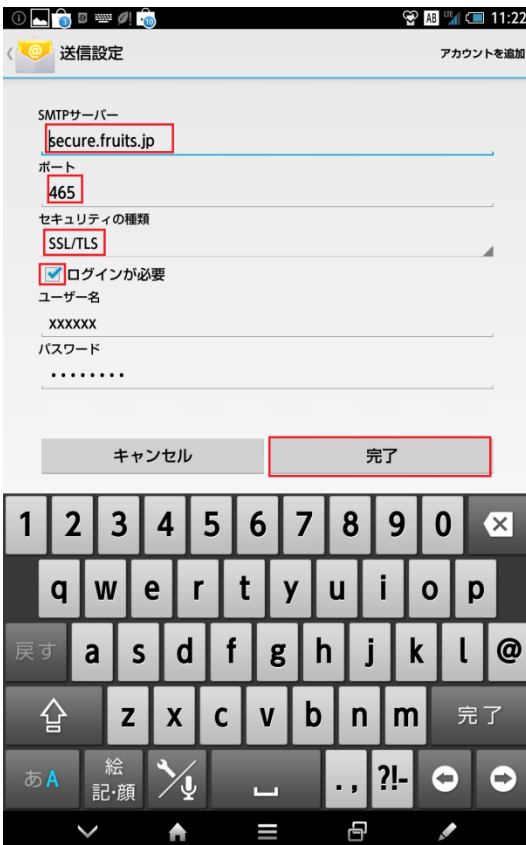 11:22
送信設定
アカウントを追加
SMTPサーバー
secure.fruits.jp
ポート
465
セキュリティの種類
SSL/TLS
ログインが必要
ユーザー名
xxxxxx
パスワード
••••••••
キャンセル 完了
1 2 3 4 5 6 7 8 9 0
q w e r t y u i o p
戻す a s d f g h j k l @
z x c v b n m 完了
あA 絵記・顔 . , ?!-